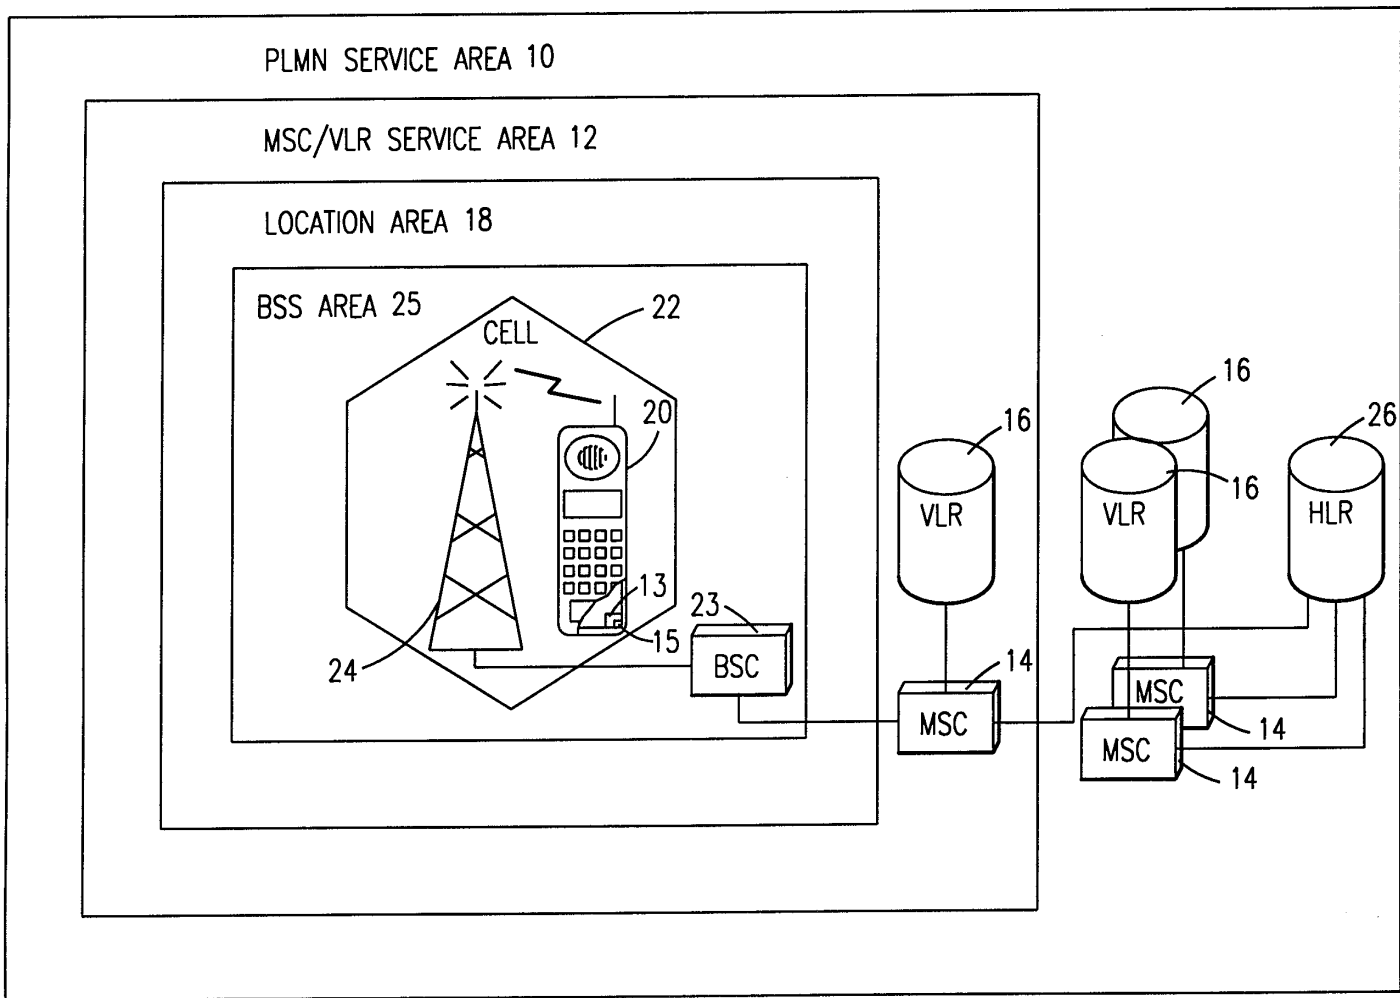 PLMN SERVICE AREA 10
MSC/VLR SERVICE AREA 12
LOCATION AREA 18
BSS AREA 25
22
CELL
16
20
16
26
16
VLR
VLR
HLR
13
23
15
BSC
24
14
MSC
MSC
14
MSC
14